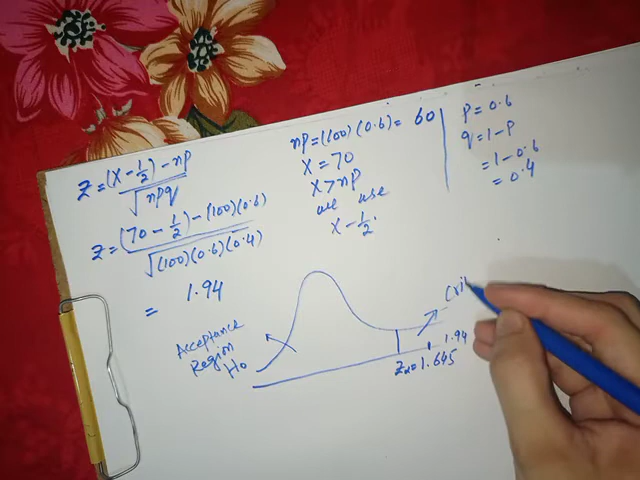 Z = (X - 1/2) - np / √npq
Z = (70 - 1/2) - (100)(0.6) / √(100)(0.6)(0.4)
= 1.94
np = (100)(0.6) = 60
X = 70
X > np
we use
X - 1/2.
P = 0.6
q = 1 - P
= 1 - 0.6
= 0.4
Acceptance
Region
Ho
Zα = 1.645
1.94